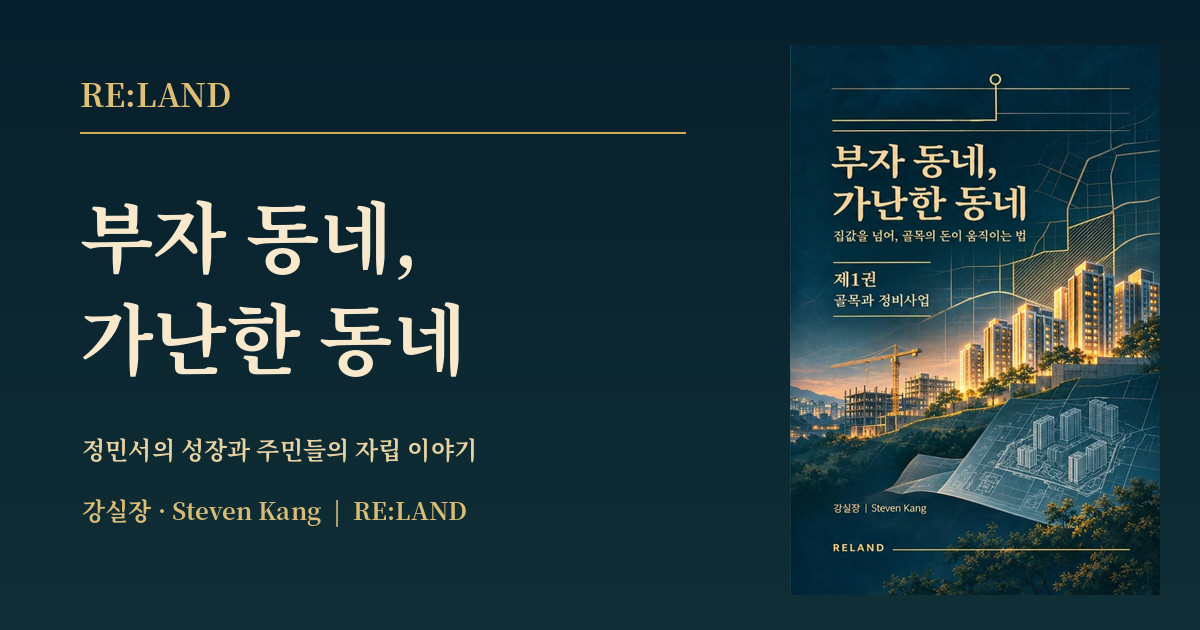 RE:LAND
부자 동네,
가난한 동네
정민서의 성장과 주민들의 자립 이야기
강실장 · Steven Kang | RE:LAND
부자 동네,
가난한 동네
집값을 넘어, 골목의 돈이 움직이는 법
제1권
골목과 정비사업
강실장 | Steven Kang
RELAND